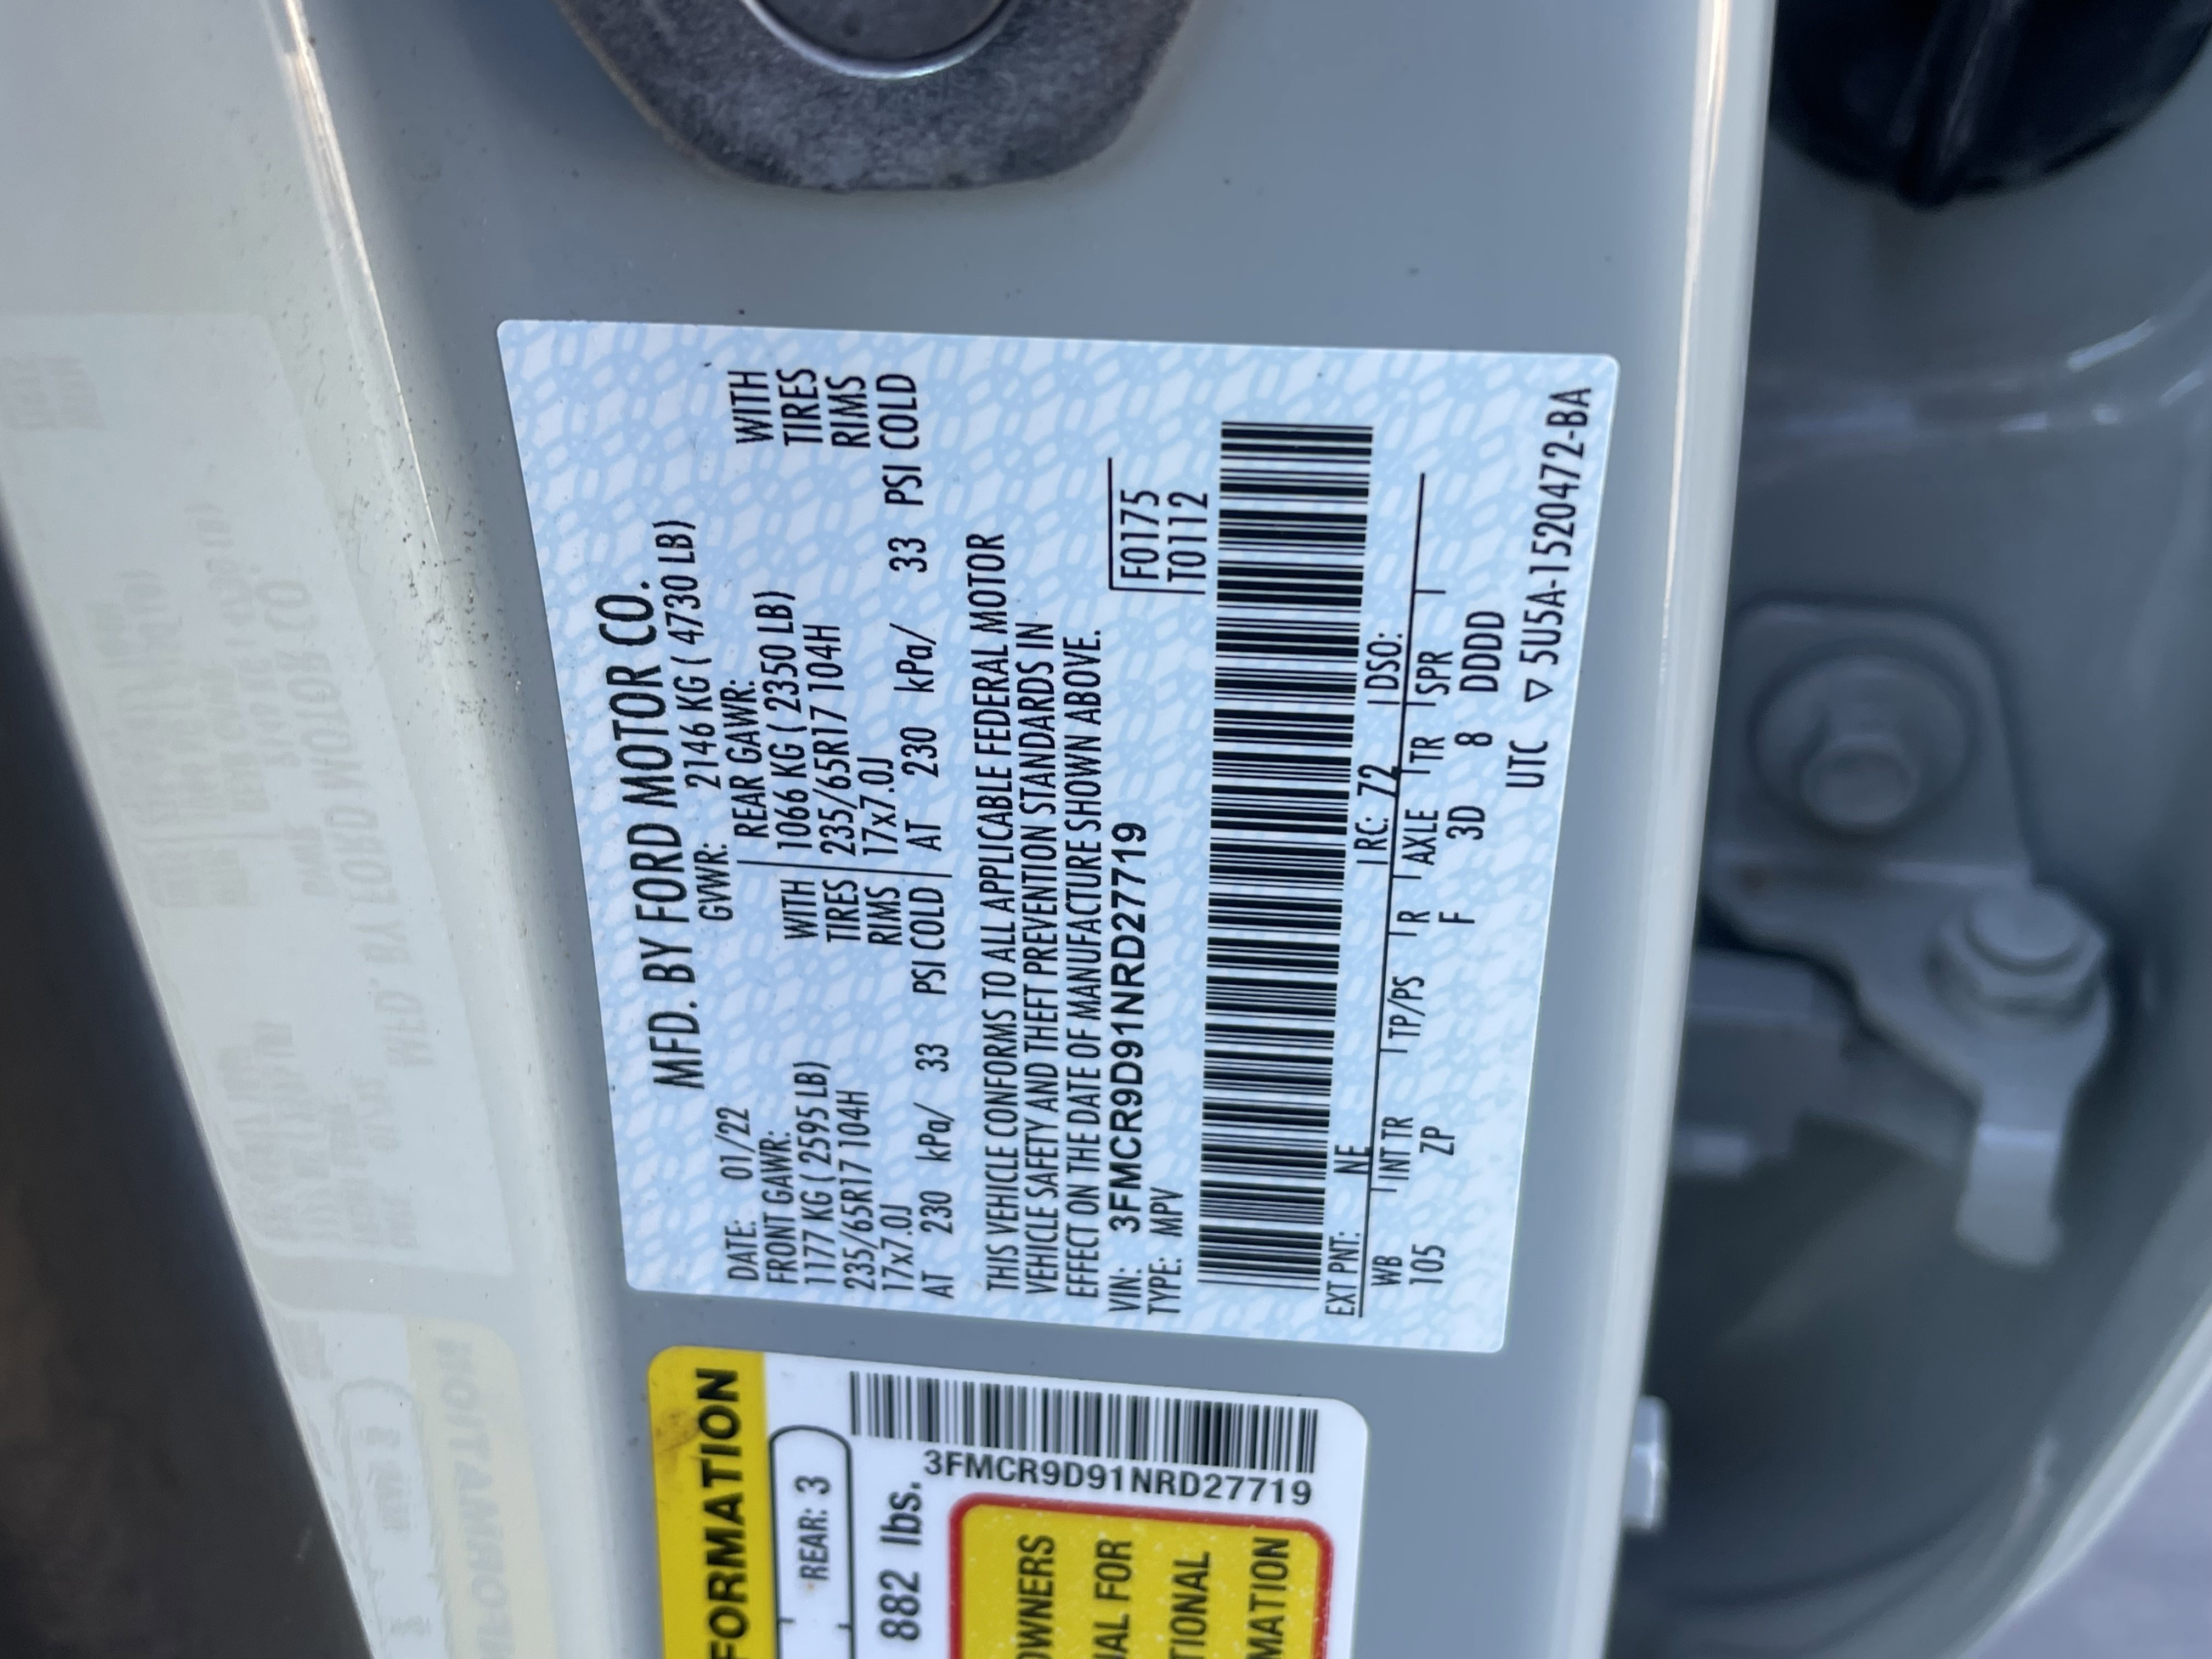 MFD. BY FORD MOTOR CO.
DATE: 01/22 GVWR: 2146 KG ( 4730 LB)
FRONT GAWR: REAR GAWR:
1177 KG ( 2595 LB) WITH 1066 KG ( 2350 LB) WITH
235/65R17 104H TIRES 235/65R17 104H TIRES
17x7.0J RIMS 17x7.0J RIMS
AT 230 kPa/ 33 PSI COLD AT 230 kPa/ 33 PSI COLD
THIS VEHICLE CONFORMS TO ALL APPLICABLE FEDERAL MOTOR
VEHICLE SAFETY AND THEFT PREVENTION STANDARDS IN
EFFECT ON THE DATE OF MANUFACTURE SHOWN ABOVE.
VIN: 3FMCR9D91NRD27719 F0175
TYPE: MPV T0112
EXT PNT: NE RC: 72 DSO:
WB INT TR TP/PS R AXLE TR SPR
105 ZP F 3D 8 DDDD
UTC ▽ 5U5A-1520472-BA
FORMATION
REAR: 3
882 lbs.
3FMCR9D91NRD27719
OWNERS
UAL FOR
TIONAL
MATION